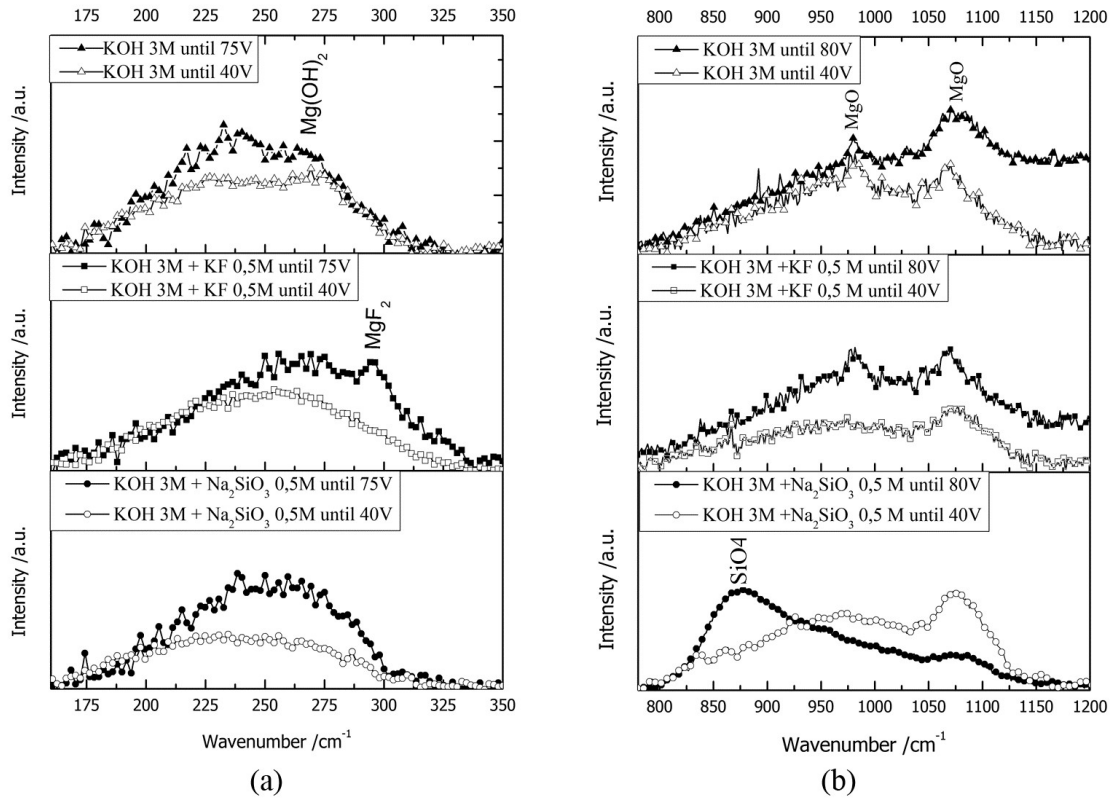 175 200 225 250 275 300 325 350
KOH 3M until 75V
KOH 3M until 40V
Mg(OH)₂
Intensity /a.u.
KOH 3M + KF 0,5M until 75V
KOH 3M + KF 0,5M until 40V
MgF₂
Intensity /a.u.
KOH 3M + Na₂SiO₃ 0,5M until 75V
KOH 3M + Na₂SiO₃ 0,5M until 40V
Intensity /a.u.
175 200 225 250 275 300 325 350
Wavenumber /cm⁻¹
(a)
800 850 900 950 1000 1050 1100 1150 1200
KOH 3M until 80V
KOH 3M until 40V
MgO
MgO
Intensity /a.u.
KOH 3M +KF 0,5 M until 80V
KOH 3M +KF 0,5 M until 40V
Intensity /a.u.
KOH 3M +Na₂SiO₃ 0,5 M until 80V
KOH 3M +Na₂SiO₃ 0,5 M until 40V
SiO4
Intensity /a.u.
800 850 900 950 1000 1050 1100 1150 1200
Wavenumber /cm⁻¹
(b)